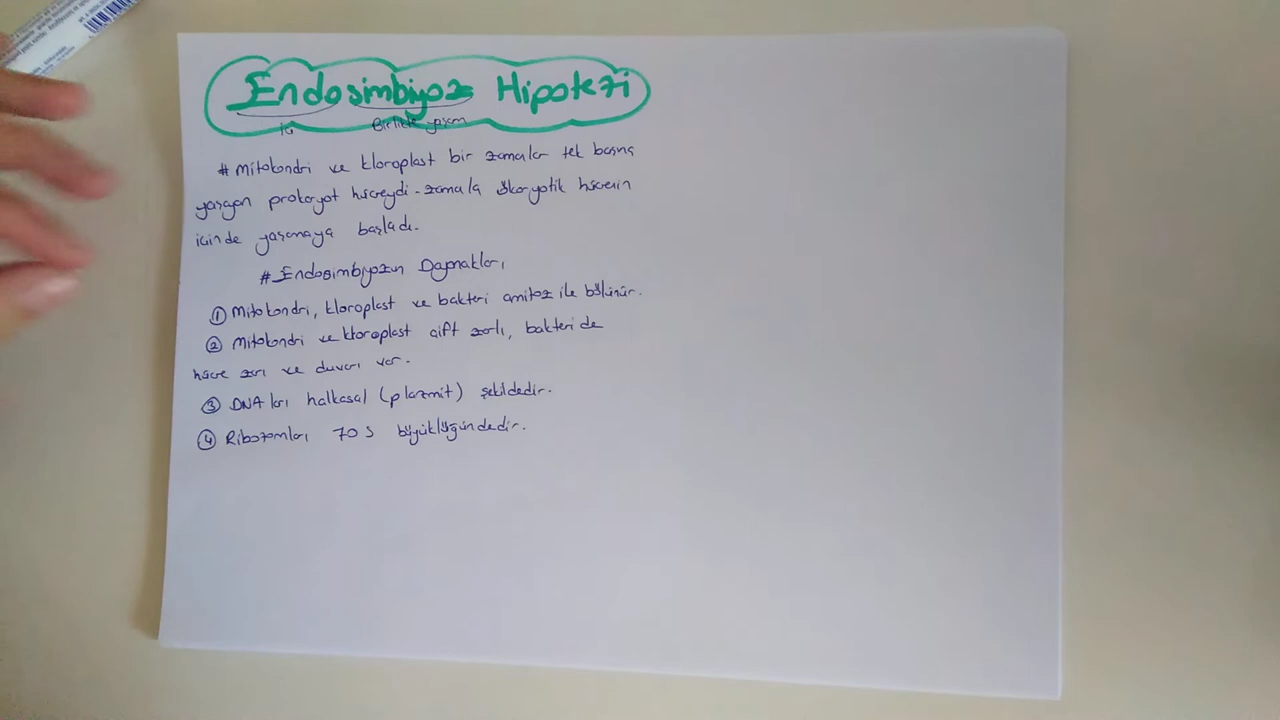 Endosimbiyoz Hipotezi
iç Birlikte yaşam
# Mitokondri ve kloroplast bir zamanlar tek başına
yaşayan prokaryot hücreydi - zamanla ökaryotik hücrenin
içinde yaşamaya başladı.
# Endosimbiyozun Dayanakları
① Mitokondri, kloroplast ve bakteri amitoz ile bölünür.
② Mitokondri ve kloroplast çift zarlı, bakteride
hücre zarı ve duvarı var.
③ DNA ları halkasal (plazmit) şekildedir.
④ Ribozomları 70 S büyüklüğündedir.